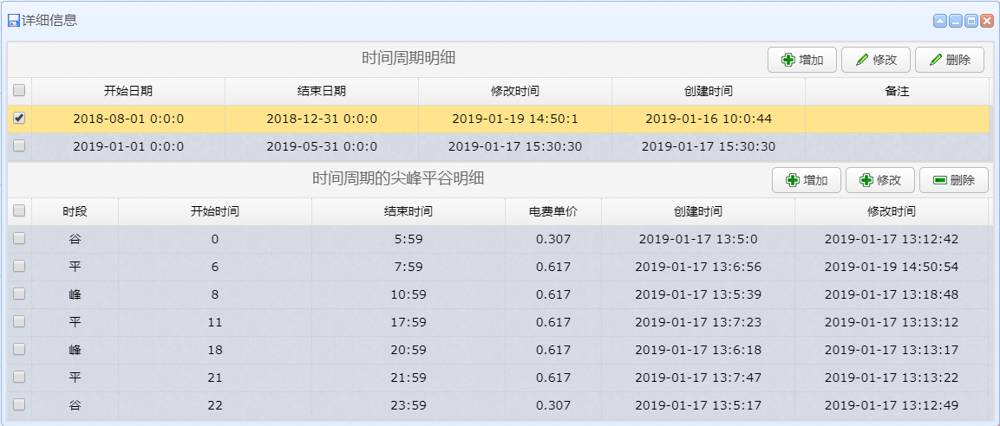 详细信息
时间周期明细 增加 修改 删除
开始日期 结束日期 修改时间 创建时间 备注
2018-08-01 0:0:0 2018-12-31 0:0:0 2019-01-19 14:50:1 2019-01-16 10:0:44
2019-01-01 0:0:0 2019-05-31 0:0:0 2019-01-17 15:30:30 2019-01-17 15:30:30
时间周期的尖峰平谷明细 增加 修改 删除
时段 开始时间 结束时间 电费单价 创建时间 修改时间
谷 0 5:59 0.307 2019-01-17 13:5:0 2019-01-17 13:12:42
平 6 7:59 0.617 2019-01-17 13:6:56 2019-01-19 14:50:54
峰 8 10:59 0.617 2019-01-17 13:5:39 2019-01-17 13:18:48
平 11 17:59 0.617 2019-01-17 13:7:23 2019-01-17 13:13:12
峰 18 20:59 0.617 2019-01-17 13:6:18 2019-01-17 13:13:17
平 21 21:59 0.617 2019-01-17 13:7:47 2019-01-17 13:13:22
谷 22 23:59 0.307 2019-01-17 13:5:17 2019-01-17 13:12:49